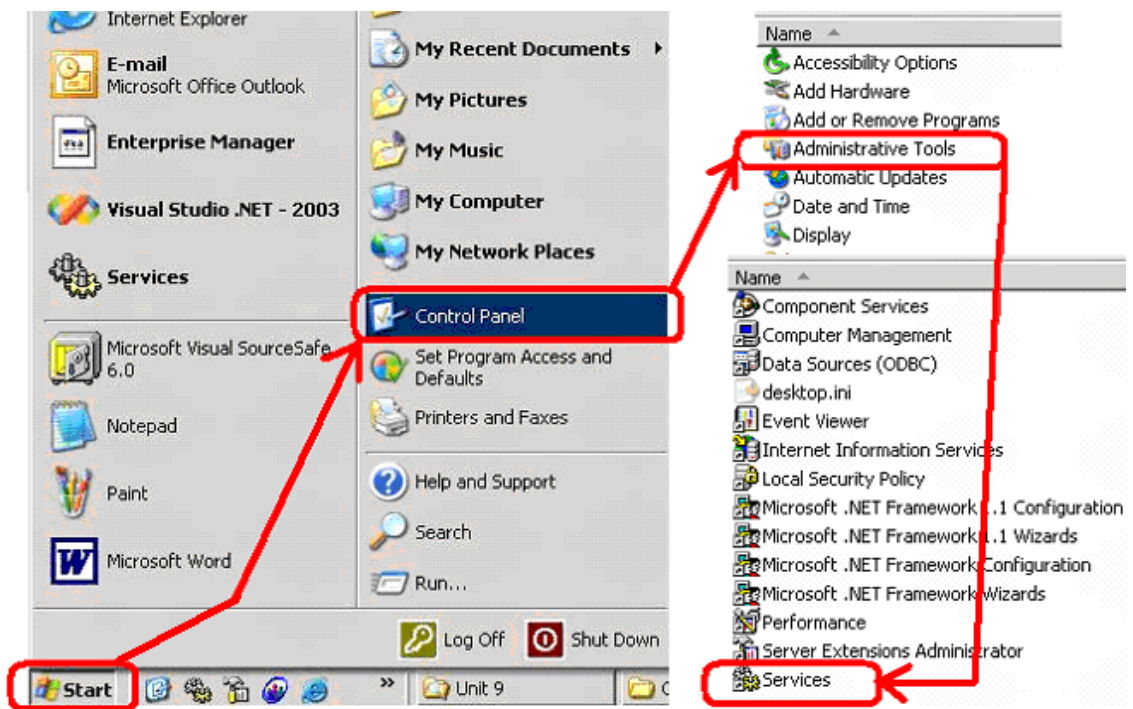 Internet Explorer
E-mail
Microsoft Office Outlook
Enterprise Manager
Visual Studio .NET - 2003
Services
Microsoft Visual SourceSafe
6.0
Notepad
Paint
Microsoft Word
My Recent Documents
My Pictures
My Music
My Computer
My Network Places
Control Panel
Set Program Access and
Defaults
Printers and Faxes
Help and Support
Search
Run...
Log Off
Shut Down
Start
»
Unit 9
Name
Accessibility Options
Add Hardware
Add or Remove Programs
Administrative Tools
Automatic Updates
Date and Time
Display
Name
Component Services
Computer Management
Data Sources (ODBC)
desktop.ini
Event Viewer
Internet Information Services
Local Security Policy
Microsoft .NET Framework 1.1 Configuration
Microsoft .NET Framework 1.1 Wizards
Microsoft .NET Framework Configuration
Microsoft .NET Framework Wizards
Performance
Server Extensions Administrator
Services